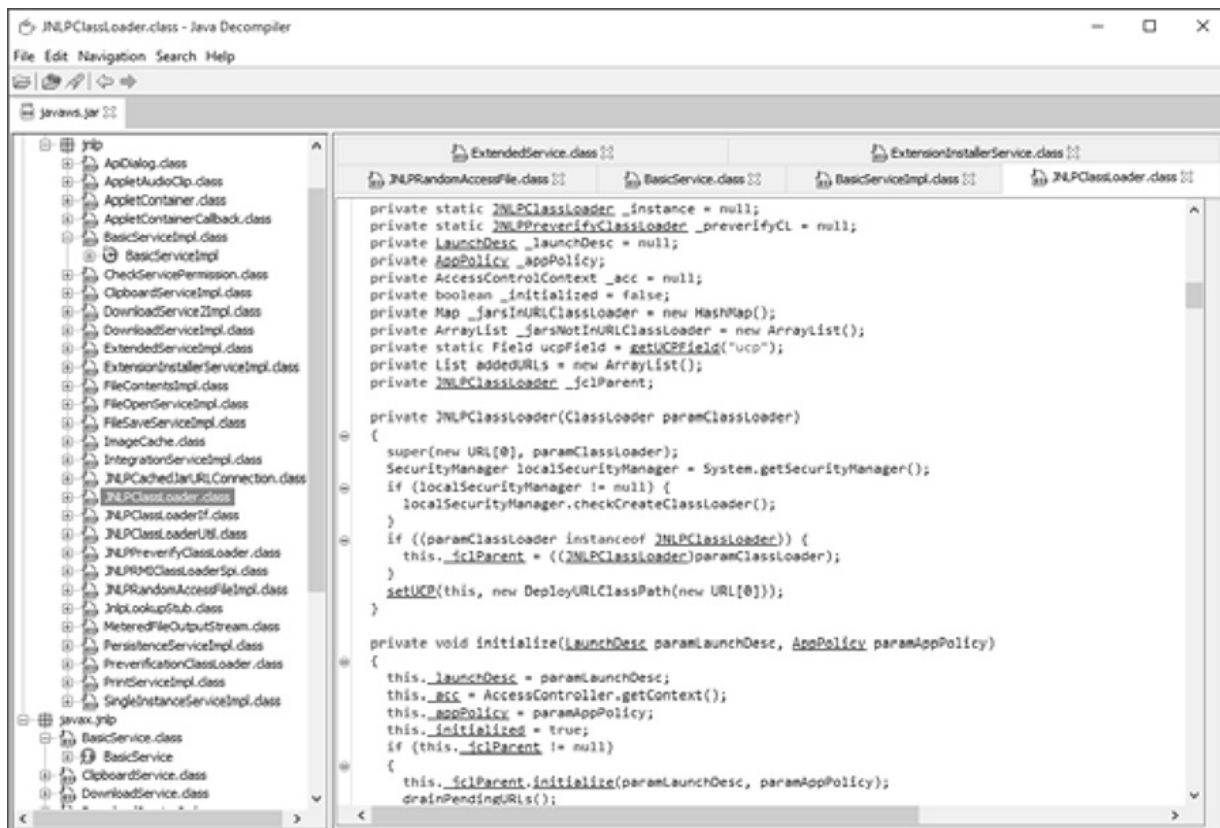 JNLPClassLoader.class - Java Decompiler
File Edit Navigation Search Help
javaws.jar
jnlp
ApiDialog.class
AppletAudioClip.class
AppletContainer.class
AppletContainerCallback.class
BasicServiceImpl.class
BasicServiceImpl
CheckServicePermission.class
ClipboardServiceImpl.class
DownloadService2Impl.class
DownloadServiceImpl.class
ExtendedServiceImpl.class
ExtensionInstallerServiceImpl.class
FileContentsImpl.class
FileOpenServiceImpl.class
FileSaveServiceImpl.class
ImageCache.class
IntegrationServiceImpl.class
JNLPCachedJarURLConnection.class
JNLPClassLoader.class
JNLPClassLoaderIf.class
JNLPClassLoaderUtil.class
JNLPPreverifyClassLoader.class
JNLPRMIClassLoaderSpi.class
JNLPRandomAccessFileImpl.class
JnlpLookupStub.class
MeteredFileOutputStream.class
PersistenceServiceImpl.class
PreverificationClassLoader.class
PrintServiceImpl.class
SingleInstanceServiceImpl.class
javax.jnlp
BasicService.class
BasicService
ClipboardService.class
DownloadService.class
ExtendedService.class ExtensionInstallerService.class
JNLPRandomAccessFile.class BasicService.class BasicServiceImpl.class JNLPClassLoader.class
private static JNLPClassLoader _instance = null;
private static JNLPPreverifyClassLoader _preverifyCL = null;
private LaunchDesc _launchDesc = null;
private AppPolicy _appPolicy;
private AccessControlContext _acc = null;
private boolean _initialized = false;
private Map _jarsInURLClassLoader = new HashMap();
private ArrayList _jarsNotInURLClassLoader = new ArrayList();
private static Field ucpField = getUCPField("ucp");
private List addedURLs = new ArrayList();
private JNLPClassLoader _jclParent;
private JNLPClassLoader(ClassLoader paramClassLoader)
{
super(new URL[0], paramClassLoader);
SecurityManager localSecurityManager = System.getSecurityManager();
if (localSecurityManager != null) {
localSecurityManager.checkCreateClassLoader();
}
if ((paramClassLoader instanceof JNLPClassLoader)) {
this._jclParent = ((JNLPClassLoader)paramClassLoader);
}
setUCP(this, new DeployURLClassPath(new URL[0]));
}
private void initialize(LaunchDesc paramLaunchDesc, AppPolicy paramAppPolicy)
{
this._launchDesc = paramLaunchDesc;
this._acc = AccessController.getContext();
this._appPolicy = paramAppPolicy;
this._initialized = true;
if (this._jclParent != null)
{
this._jclParent.initialize(paramLaunchDesc, paramAppPolicy);
drainPendingURLs();